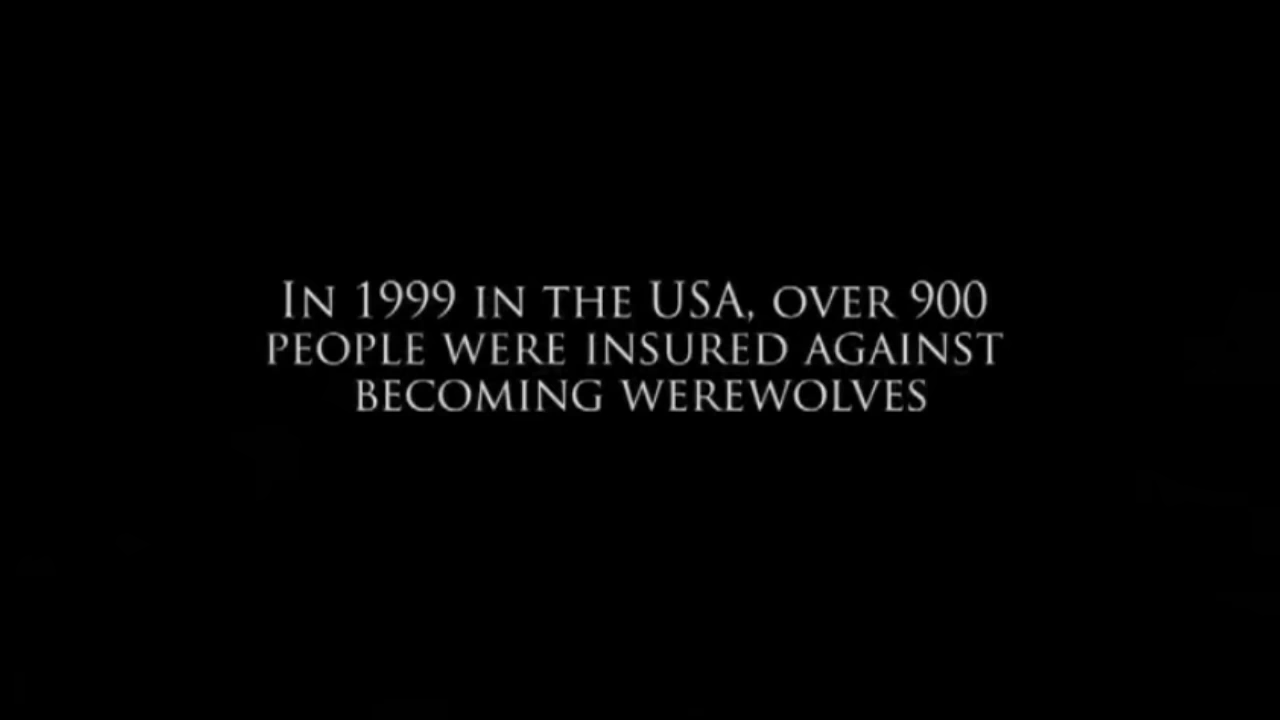 In 1999 in the USA, over 900
people were insured against
becoming werewolves